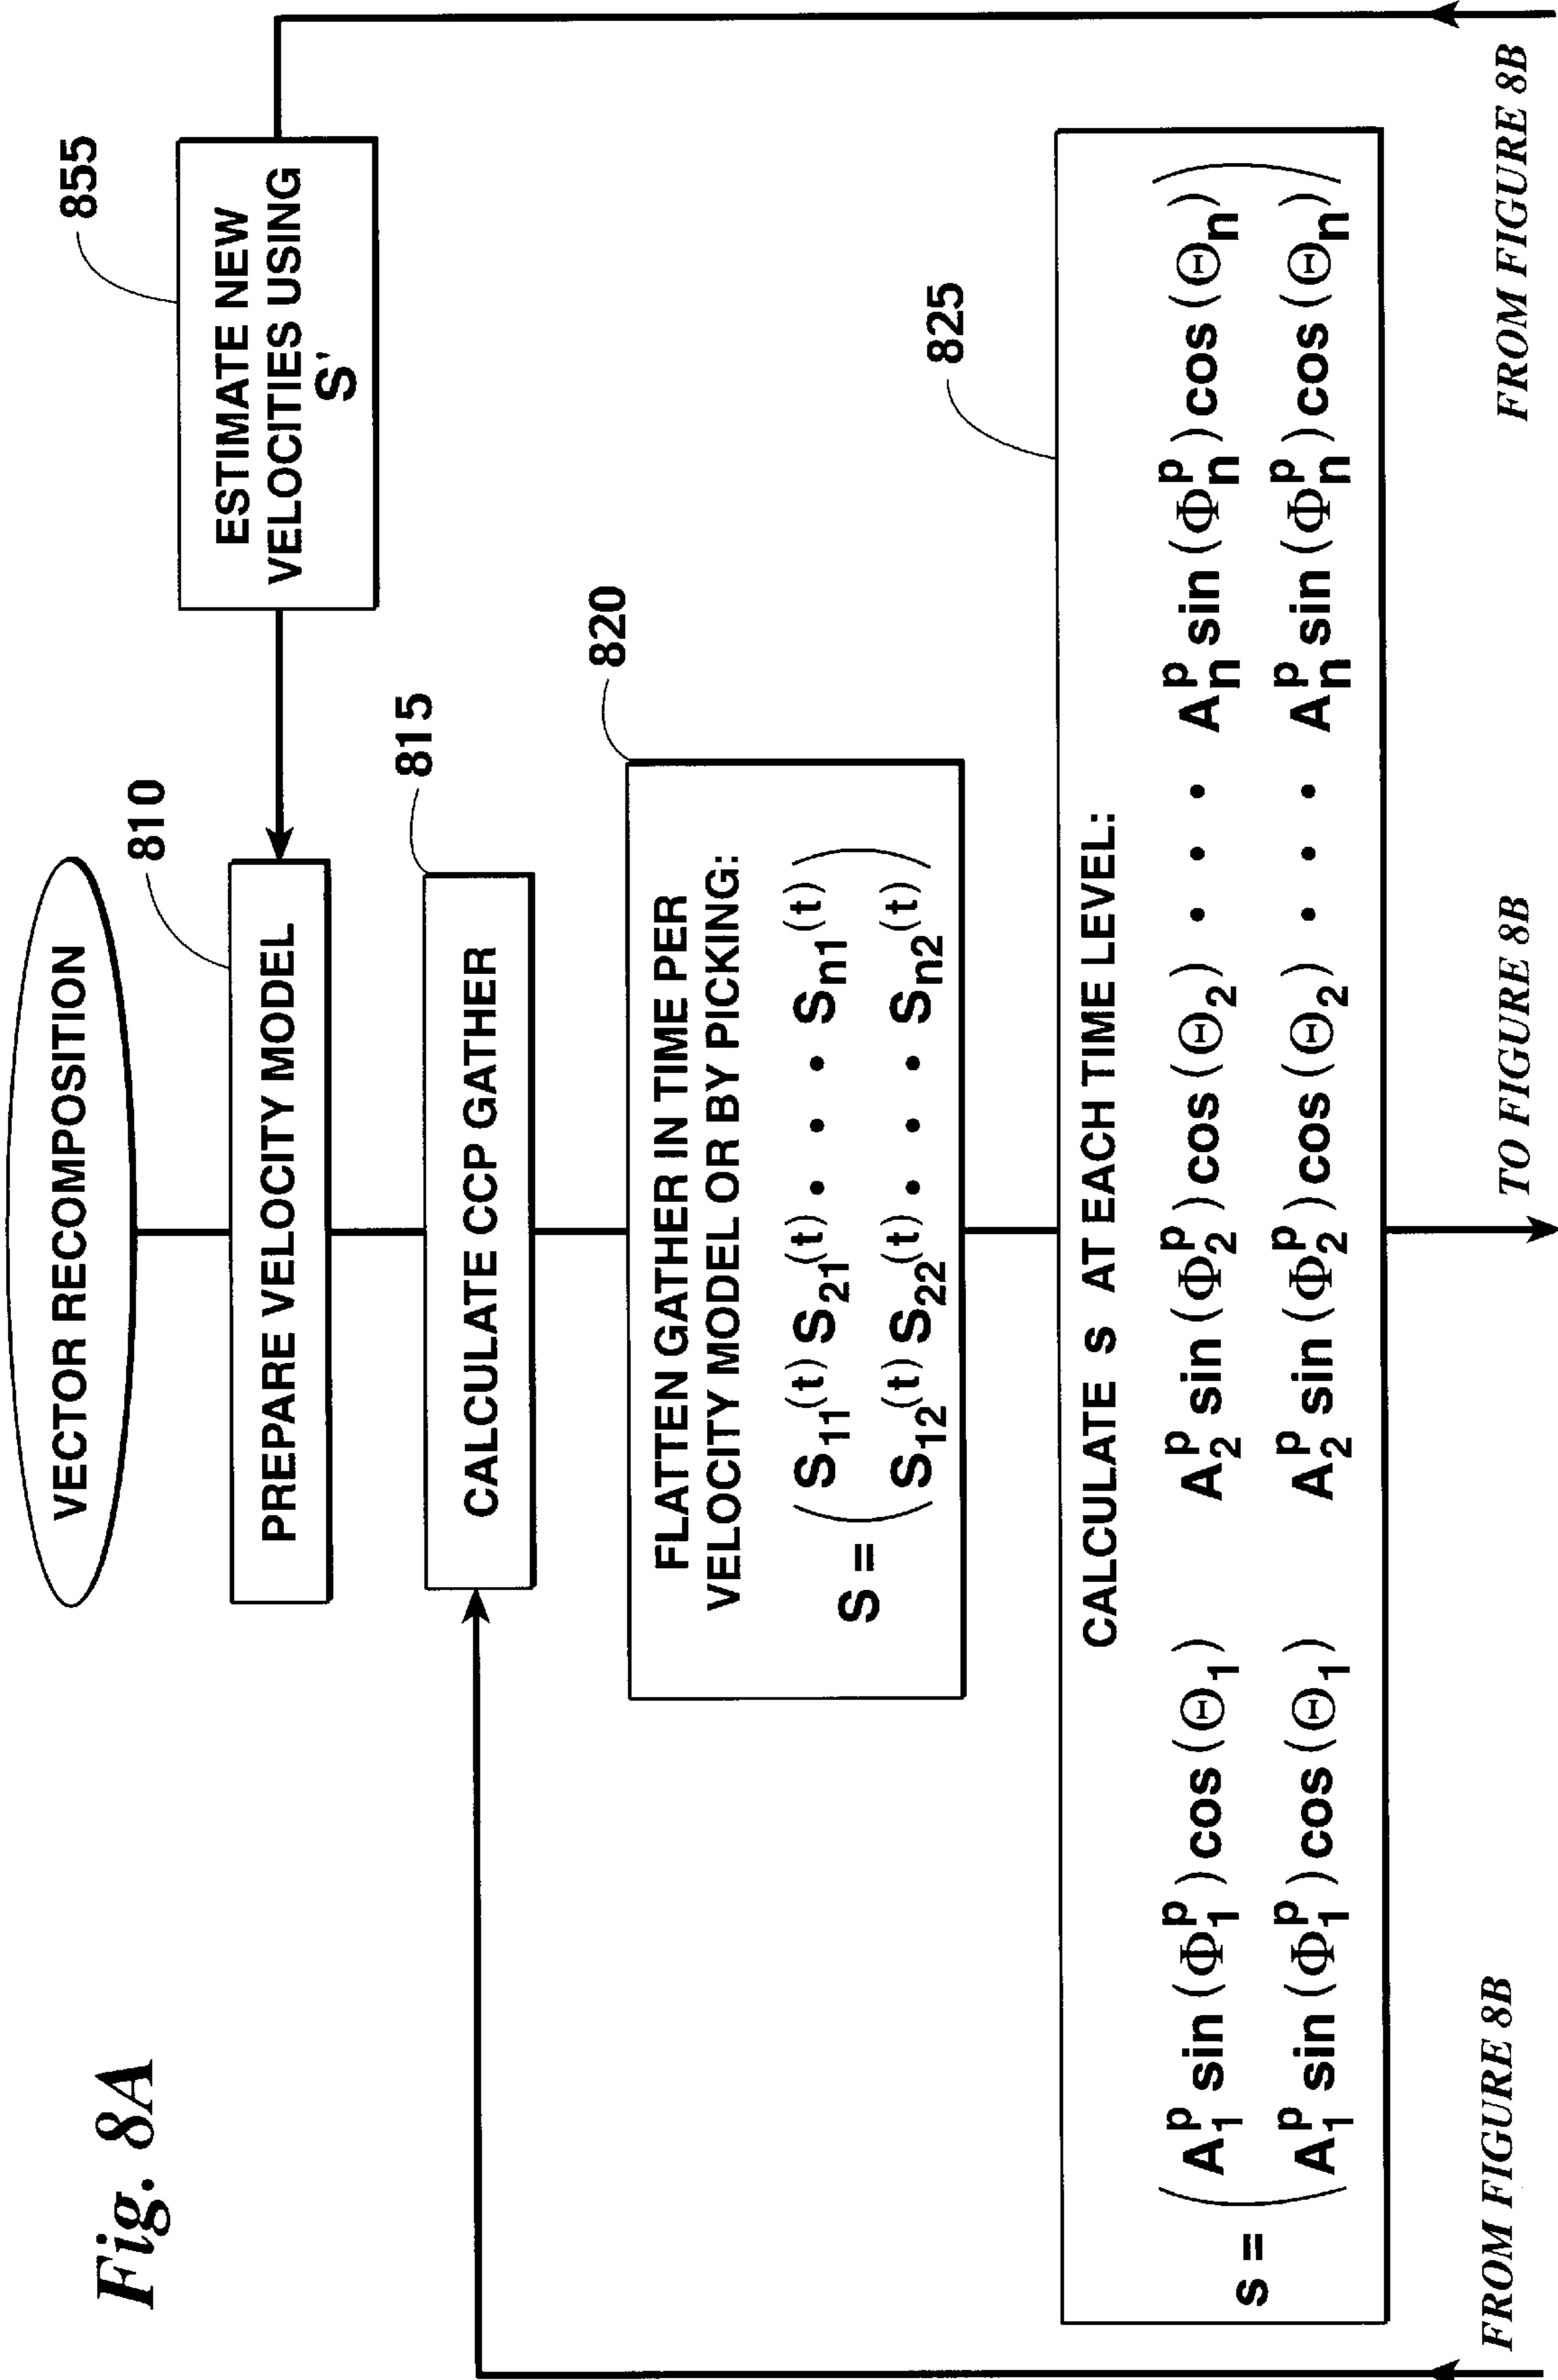 Fig. 8A
VECTOR RECOMPOSITION
810
PREPARE VELOCITY MODEL
855
ESTIMATE NEW
VELOCITIES USING
S'
815
CALCULATE CCP GATHER
820
FLATTEN GATHER IN TIME PER
VELOCITY MODEL OR BY PICKING:
S = ( S₁₁(t) S₂₁(t) • • • Sₙ₁(t)
S₁₂(t) S₂₂(t) • • • Sₙ₂(t) )
825
CALCULATE s AT EACH TIME LEVEL:
s = ( A₁ᵖ sin (Φ₁ᵖ) cos (Θ₁) A₂ᵖ sin (Φ₂ᵖ) cos (Θ₂) • • • Aₙᵖ sin (Φₙᵖ) cos (Θₙ)
A₁ᵖ sin (Φ₁ᵖ) cos (Θ₁) A₂ᵖ sin (Φ₂ᵖ) cos (Θ₂) • • • Aₙᵖ sin (Φₙᵖ) cos (Θₙ) )
FROM FIGURE 8B
TO FIGURE 8B
FROM FIGURE 8B